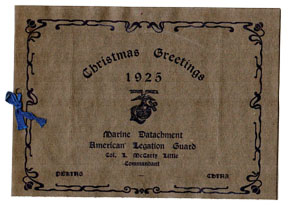 Christmas Greetings
1925
Marine Detachment
American Legation Guard
Col. L. McCarty Little
Commandant
PEKING CHINA